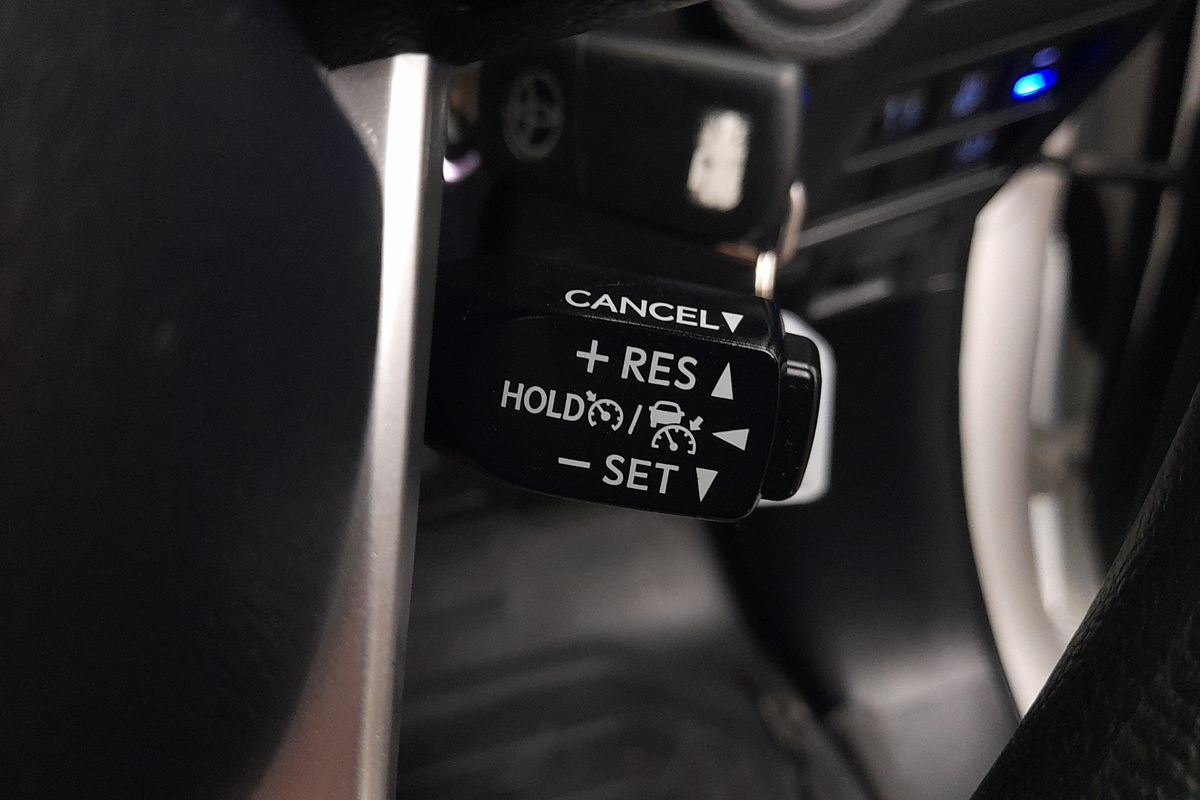 CANCEL▼
+ RES ▲
HOLD / ◀
− SET ▼